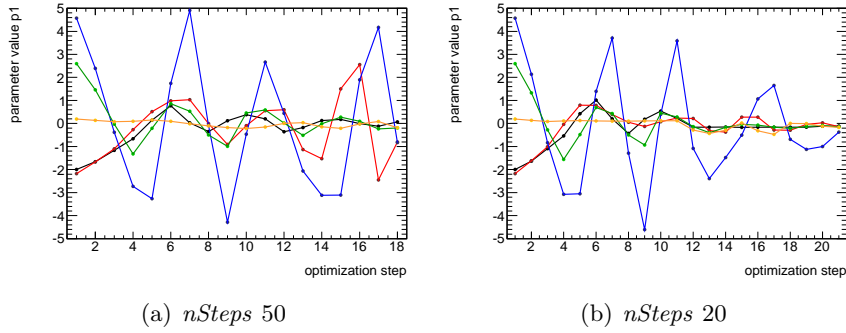 parameter value p1
5
4
3
2
1
0
-1
-2
-3
-4
-5
2 4 6 8 10 12 14 16 18
optimization step
(a) nSteps 50
parameter value p1
5
4
3
2
1
0
-1
-2
-3
-4
-5
2 4 6 8 10 12 14 16 18 20
optimization step
(b) nSteps 20